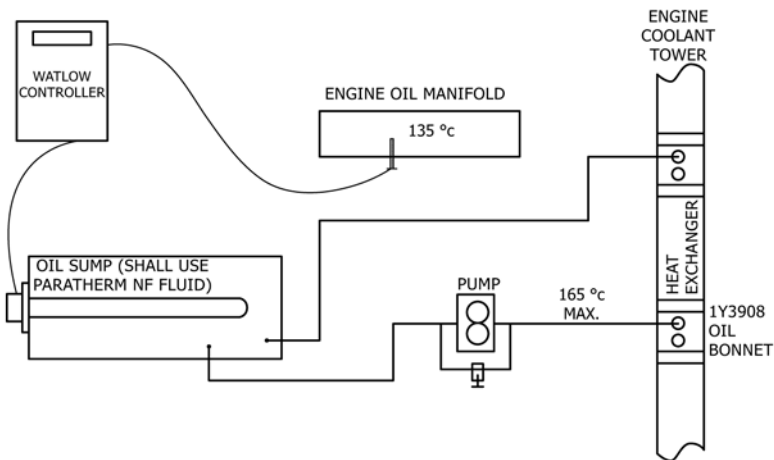 ENGINE
COOLANT
TOWER
WATLOW
CONTROLLER
ENGINE OIL MANIFOLD
135 °c
OIL SUMP (SHALL USE
PARATHERM NF FLUID)
PUMP
165 °c
MAX.
HEAT
EXCHANGER
1Y3908
OIL
BONNET